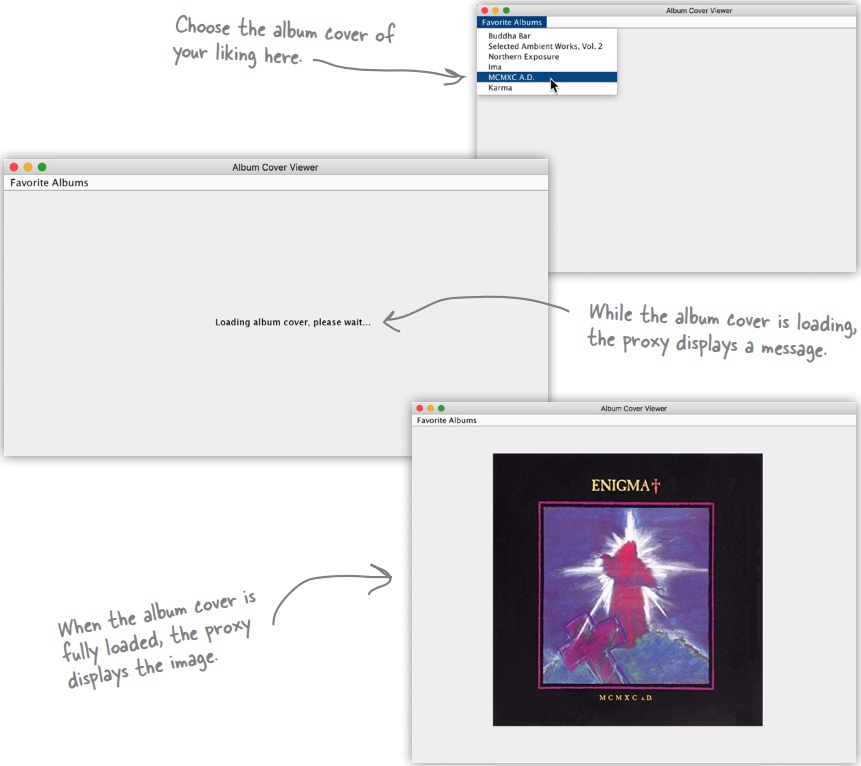 Choose the album cover of
your liking here.
Album Cover Viewer
Favorite Albums
Buddha Bar
Selected Ambient Works, Vol. 2
Northern Exposure
Ima
MCMXC A.D.
Karma
Album Cover Viewer
Favorite Albums
Loading album cover, please wait...
While the album cover is loading,
the proxy displays a message.
Album Cover Viewer
Favorite Albums
ENIGMA†
MCMXC a.D.
When the album cover is
fully loaded, the proxy
displays the image.